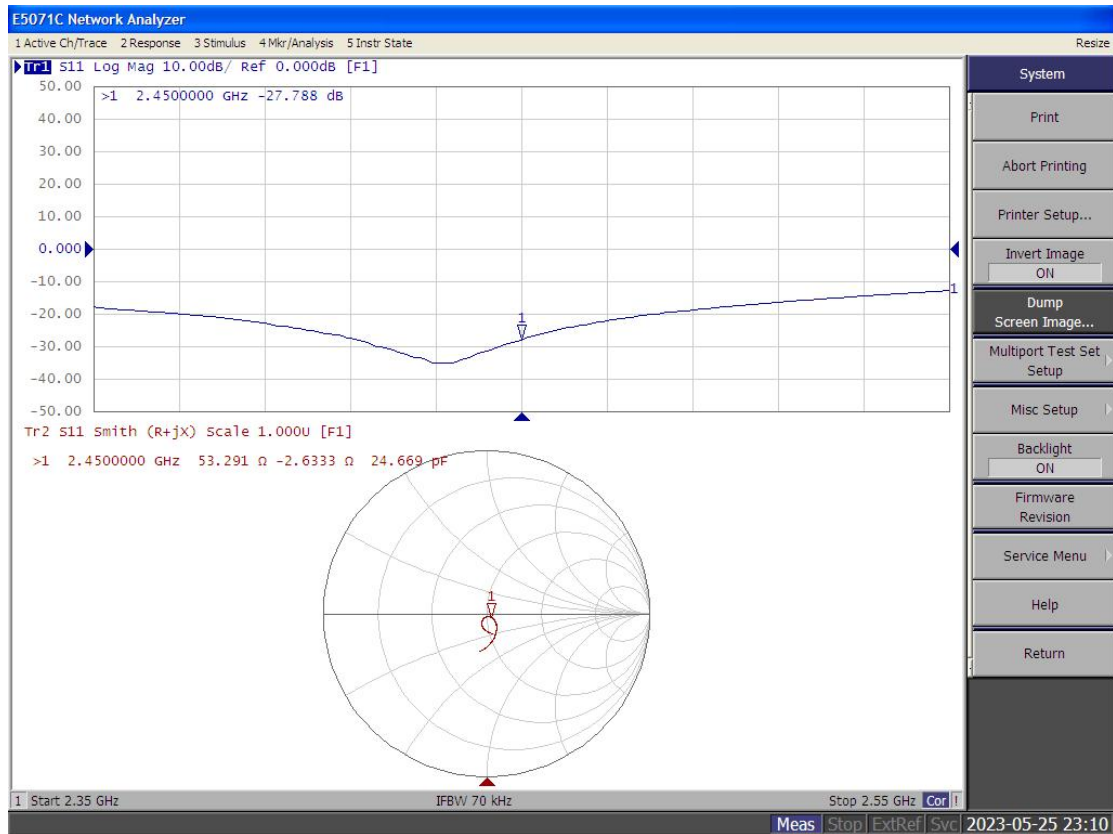 E5071C Network Analyzer
1 Active Ch/Trace 2 Response 3 Stimulus 4 Mkr/Analysis 5 Instr State Resize
Tr1 S11 Log Mag 10.00dB/ Ref 0.000dB [F1]
50.00
>1 2.4500000 GHz -27.788 dB
40.00
30.00
20.00
10.00
0.000
-10.00
1
-20.00
1
-30.00
-40.00
-50.00
Tr2 S11 Smith (R+jX) Scale 1.000U [F1]
>1 2.4500000 GHz 53.291 Ω -2.6333 Ω 24.669 pF
1
System
Print
Abort Printing
Printer Setup...
Invert Image
ON
Dump
Screen Image...
Multiport Test Set
Setup
Misc Setup
Backlight
ON
Firmware
Revision
Service Menu
Help
Return
1 Start 2.35 GHz IFBW 70 kHz Stop 2.55 GHz Cor !
Meas Stop ExtRef Svc 2023-05-25 23:10